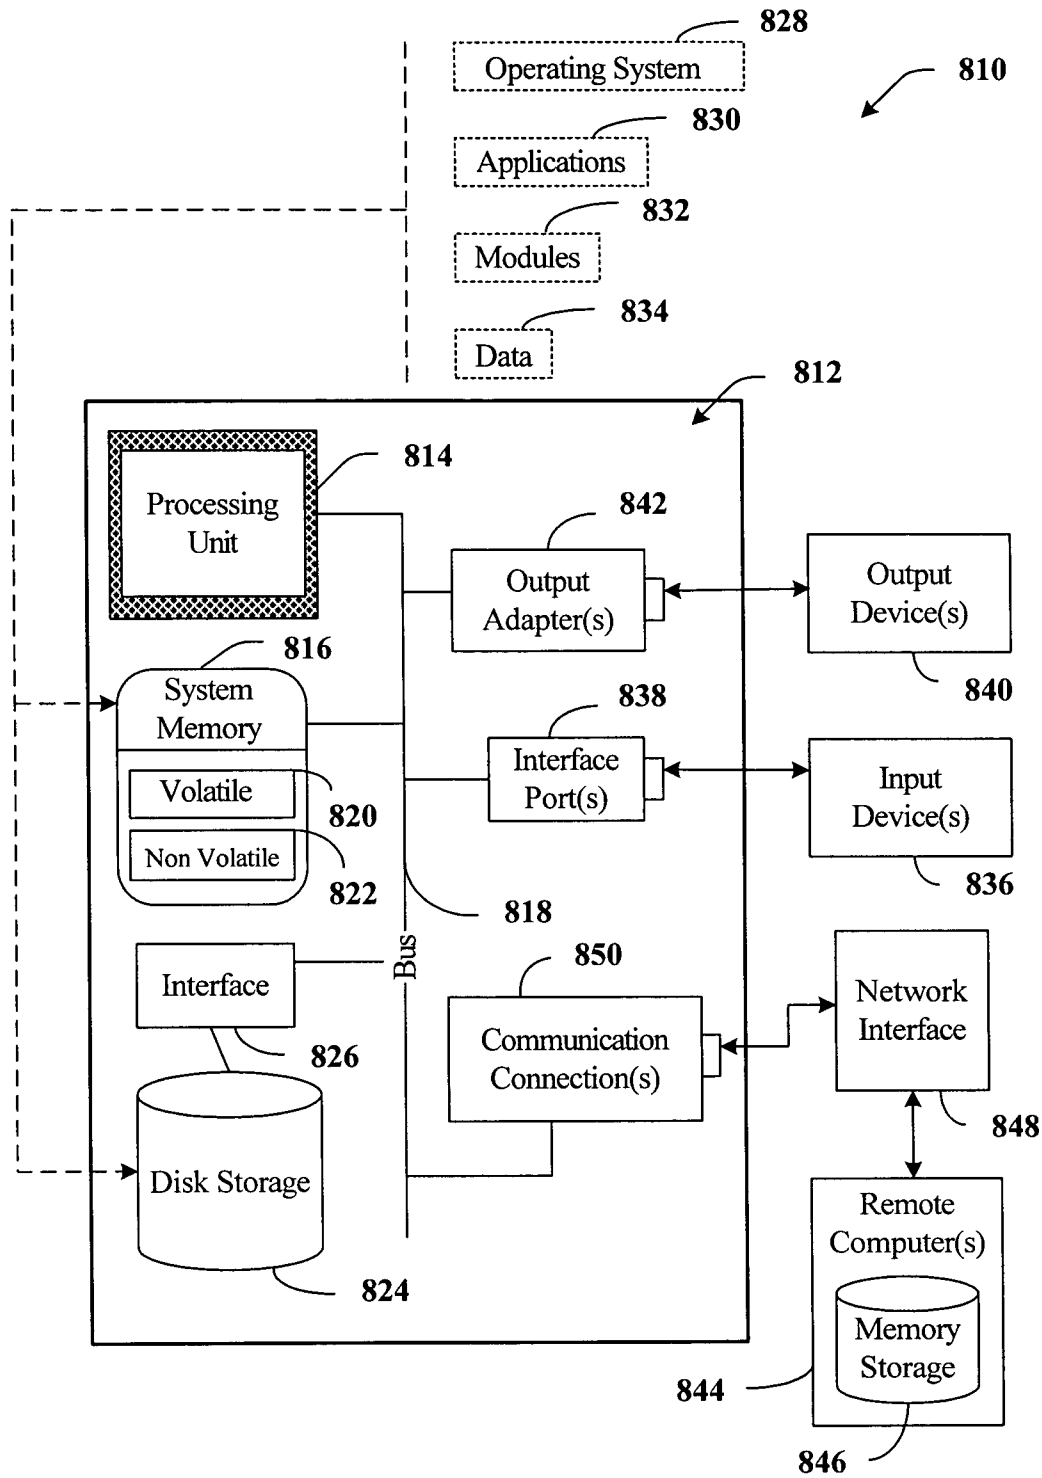 828
Operating System
810
830
Applications
832
Modules
834
Data
812
814
Processing
Unit
842
Output
Adapter(s)
Output
Device(s)
840
816
System
Memory
838
Interface
Port(s)
Input
Device(s)
836
Volatile
820
Non Volatile
822
818
Bus
850
Interface
826
Communication
Connection(s)
Network
Interface
848
Disk Storage
824
Remote
Computer(s)
Memory
Storage
844
846